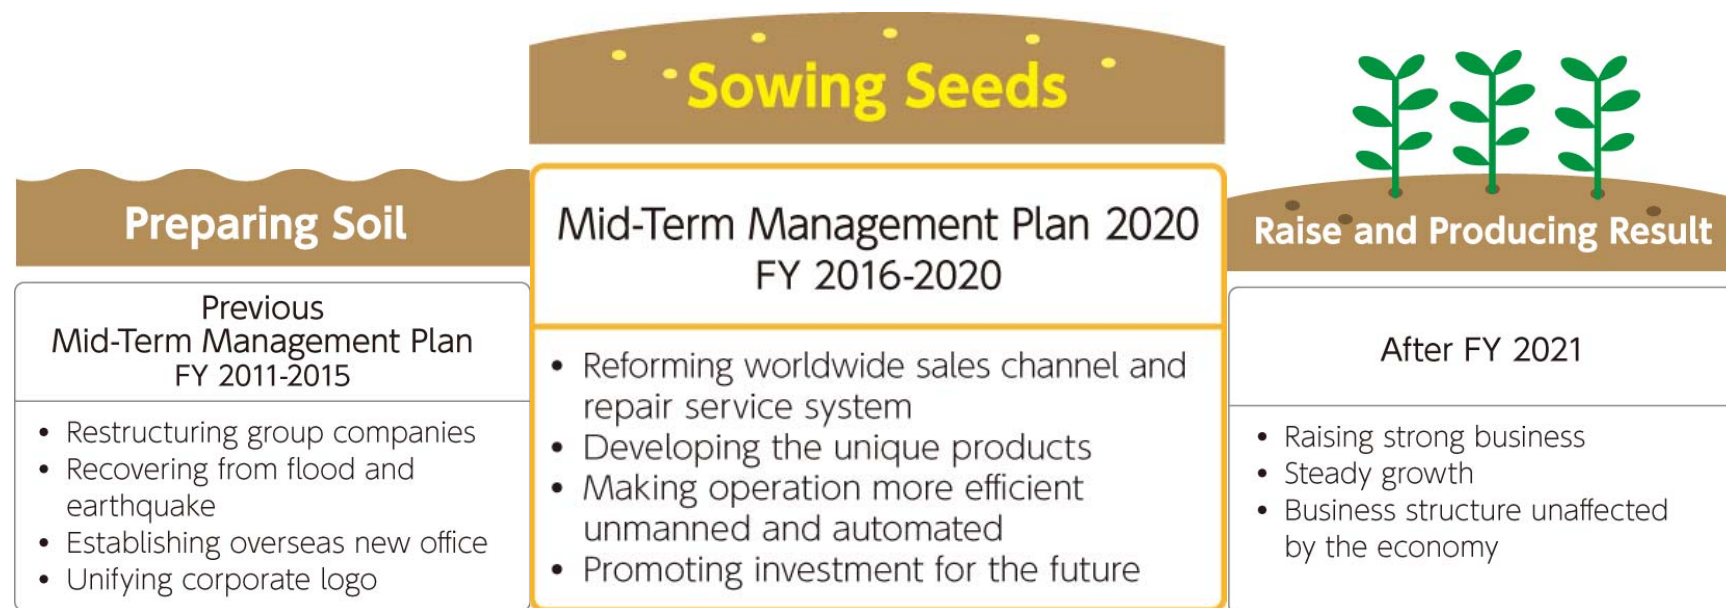 Preparing Soil
Previous
Mid-Term Management Plan
FY 2011-2015
• Restructuring group companies
• Recovering from flood and
earthquake
• Establishing overseas new office
• Unifying corporate logo
Sowing Seeds
Mid-Term Management Plan 2020
FY 2016-2020
• Reforming worldwide sales channel and
repair service system
• Developing the unique products
• Making operation more efficient
unmanned and automated
• Promoting investment for the future
Raise and Producing Result
After FY 2021
• Raising strong business
• Steady growth
• Business structure unaffected
by the economy